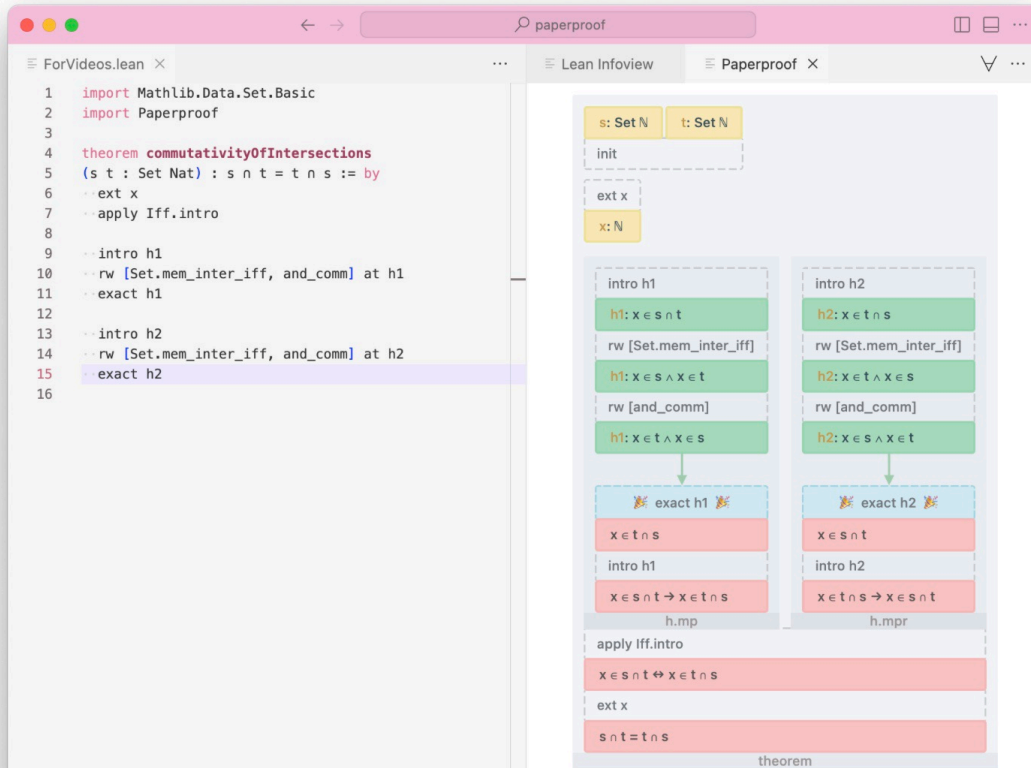 paperproof
ForVideos.lean
Lean Infoview
Paperproof
1 import Mathlib.Data.Set.Basic
2 import Paperproof
3
4 theorem commutativityOfIntersections
5 (s t : Set Nat) : s ∩ t = t ∩ s := by
6 ··ext x
7 ··apply Iff.intro
8
9 ··intro h1
10 ··rw [Set.mem_inter_iff, and_comm] at h1
11 ··exact h1
12
13 ··intro h2
14 ··rw [Set.mem_inter_iff, and_comm] at h2
15 ··exact h2
16
s: Set ℕ t: Set ℕ
init
ext x
x: ℕ
intro h1
h1: x ∈ s ∩ t
rw [Set.mem_inter_iff]
h1: x ∈ s ∧ x ∈ t
rw [and_comm]
h1: x ∈ t ∧ x ∈ s
🎉 exact h1 🎉
x ∈ t ∩ s
intro h1
x ∈ s ∩ t → x ∈ t ∩ s
h.mp
intro h2
h2: x ∈ t ∩ s
rw [Set.mem_inter_iff]
h2: x ∈ t ∧ x ∈ s
rw [and_comm]
h2: x ∈ s ∧ x ∈ t
🎉 exact h2 🎉
x ∈ s ∩ t
intro h2
x ∈ t ∩ s → x ∈ s ∩ t
h.mpr
apply Iff.intro
x ∈ s ∩ t ↔ x ∈ t ∩ s
ext x
s ∩ t = t ∩ s
theorem